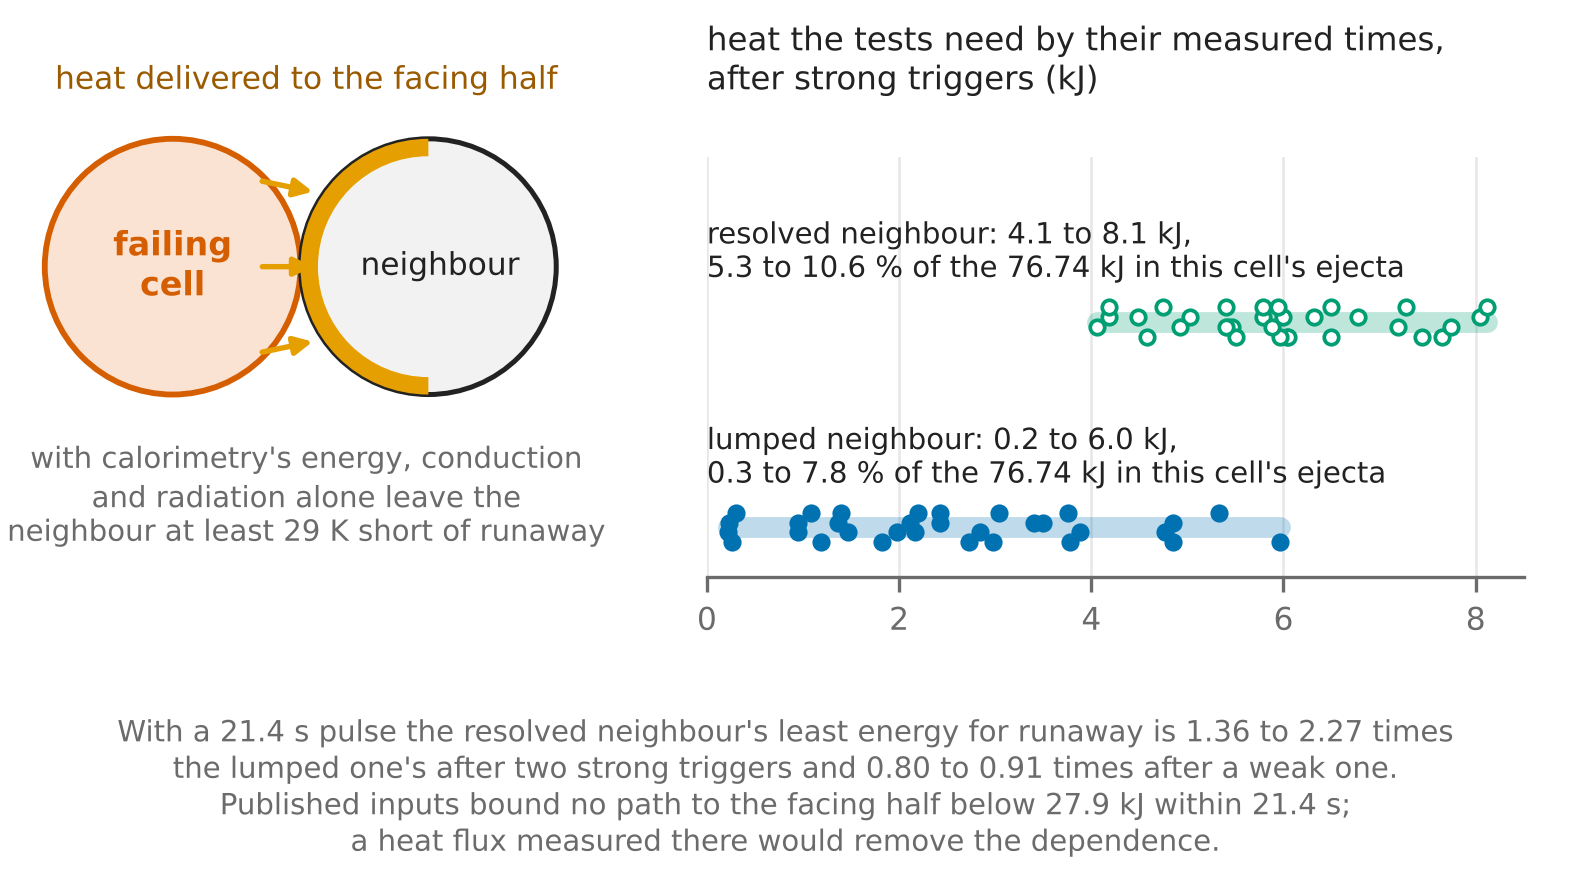 heat the tests need by their measured times,
after strong triggers (kJ)
heat delivered to the facing half
failing
cell
neighbour
with calorimetry's energy, conduction
and radiation alone leave the
neighbour at least 29 K short of runaway
resolved neighbour: 4.1 to 8.1 kJ,
5.3 to 10.6 % of the 76.74 kJ in this cell's ejecta
lumped neighbour: 0.2 to 6.0 kJ,
0.3 to 7.8 % of the 76.74 kJ in this cell's ejecta
0 2 4 6 8
With a 21.4 s pulse the resolved neighbour's least energy for runaway is 1.36 to 2.27 times
the lumped one's after two strong triggers and 0.80 to 0.91 times after a weak one.
Published inputs bound no path to the facing half below 27.9 kJ within 21.4 s;
a heat flux measured there would remove the dependence.